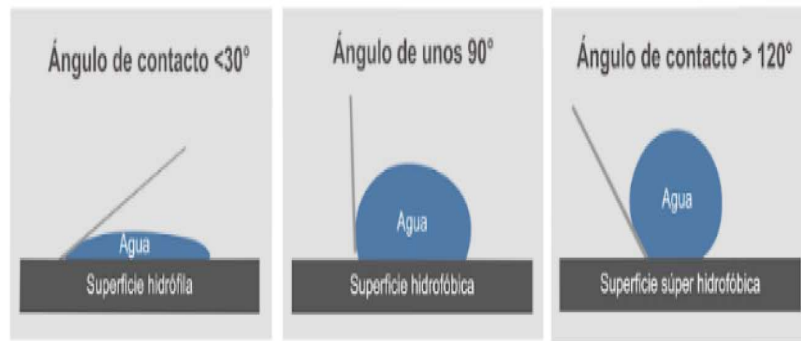 Ángulo de contacto <30°
Agua
Superficie hidrófila
Ángulo de unos 90°
Agua
Superficie hidrofóbica
Ángulo de contacto > 120°
Agua
Superficie súper hidrofóbica